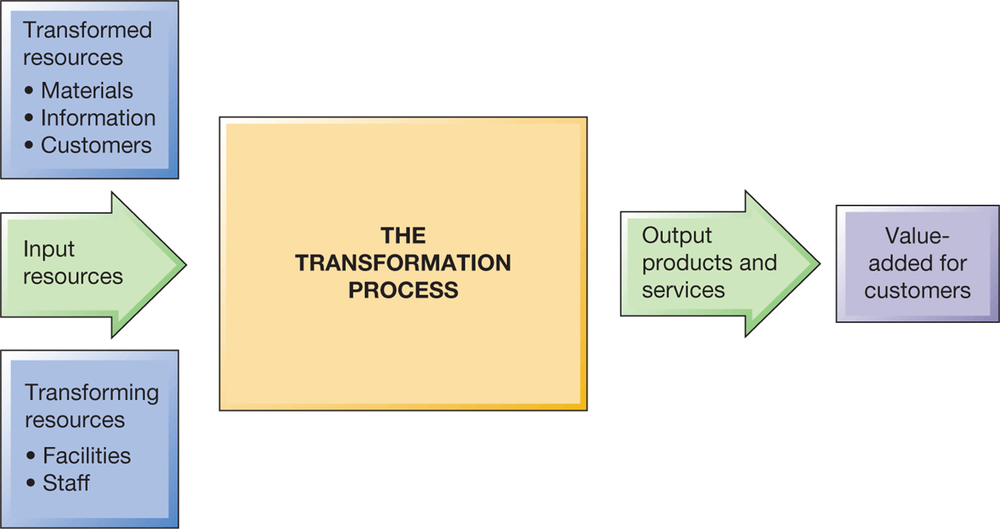 Transformed
resources
• Materials
• Information
• Customers
Input
resources
Transforming
resources
• Facilities
• Staff
THE
TRANSFORMATION
PROCESS
Output
products and
services
Value-
added for
customers